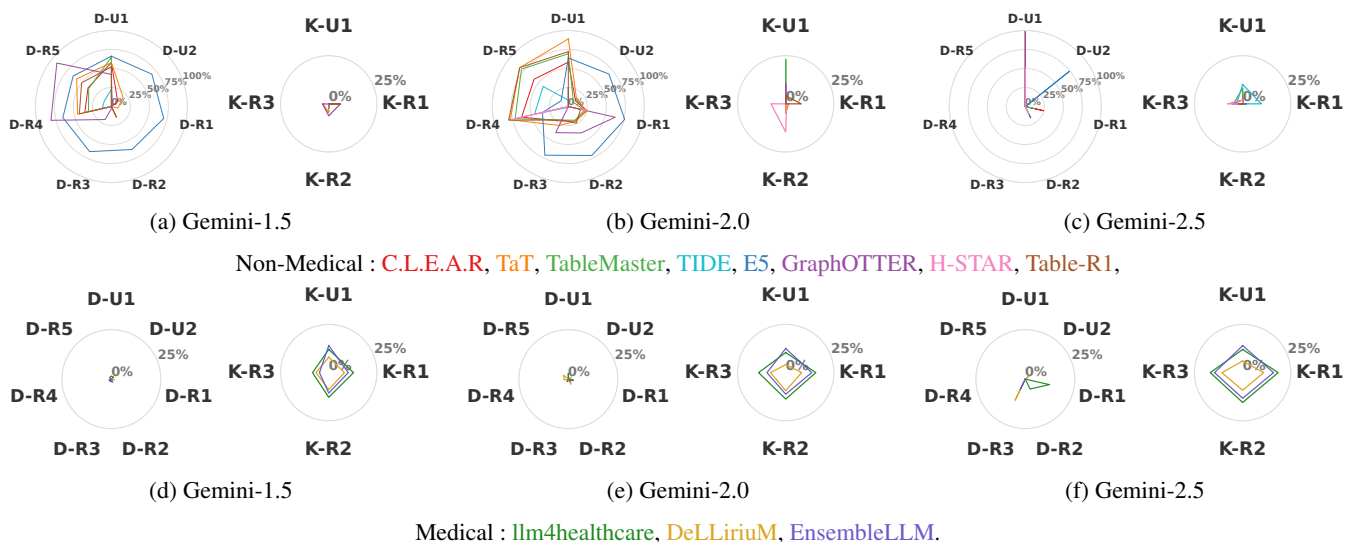 D-U1
D-U2
D-R1
D-R2
D-R3
D-R4
D-R5
0%
25%
50%
75%
100%
K-U1
K-R1
K-R2
K-R3
0%
25%
(a) Gemini-1.5
D-U1
D-U2
D-R1
D-R2
D-R3
D-R4
D-R5
0%
25%
50%
75%
100%
K-U1
K-R1
K-R2
K-R3
0%
25%
(b) Gemini-2.0
D-U1
D-U2
D-R1
D-R2
D-R3
D-R4
D-R5
0%
25%
50%
75%
100%
K-U1
K-R1
K-R2
K-R3
0%
25%
(c) Gemini-2.5
Non-Medical : C.L.E.A.R, TaT, TableMaster, TIDE, E5, GraphOTTER, H-STAR, Table-R1,
D-U1
D-U2
D-R1
D-R2
D-R3
D-R4
D-R5
0%
25%
K-U1
K-R1
K-R2
K-R3
0%
25%
(d) Gemini-1.5
D-U1
D-U2
D-R1
D-R2
D-R3
D-R4
D-R5
0%
25%
K-U1
K-R1
K-R2
K-R3
0%
25%
(e) Gemini-2.0
D-U1
D-U2
D-R1
D-R2
D-R3
D-R4
D-R5
0%
25%
K-U1
K-R1
K-R2
K-R3
0%
25%
(f) Gemini-2.5
Medical : llm4healthcare, DeLLiriuM, EnsembleLLM.